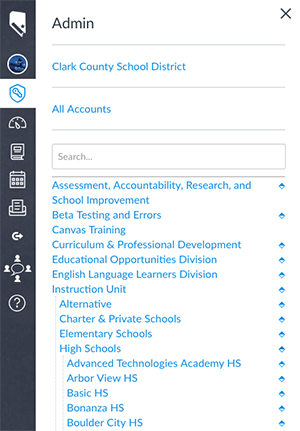 Admin
Clark County School District
All Accounts
Search...
Assessment, Accountability, Research, and
School Improvement
Beta Testing and Errors
Canvas Training
Curriculum & Professional Development
Educational Opportunities Division
English Language Learners Division
Instruction Unit
Alternative
Charter & Private Schools
Elementary Schools
High Schools
Advanced Technologies Academy HS
Arbor View HS
Basic HS
Bonanza HS
Boulder City HS